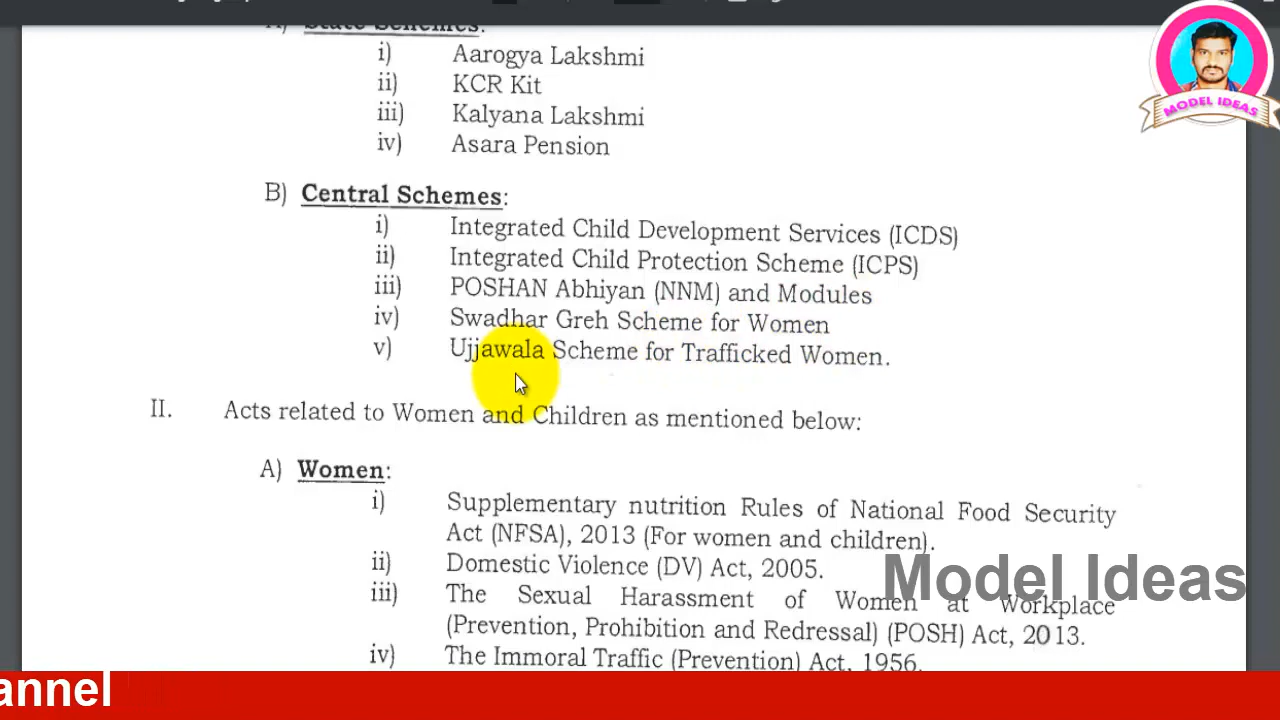 State Schemes:
i) Aarogya Lakshmi
ii) KCR Kit
iii) Kalyana Lakshmi
iv) Asara Pension
B) Central Schemes:
i) Integrated Child Development Services (ICDS)
ii) Integrated Child Protection Scheme (ICPS)
iii) POSHAN Abhiyan (NNM) and Modules
iv) Swadhar Greh Scheme for Women
v) Ujjawala Scheme for Trafficked Women.
II. Acts related to Women and Children as mentioned below:
A) Women:
i) Supplementary nutrition Rules of National Food Security
Act (NFSA), 2013 (For women and children).
ii) Domestic Violence (DV) Act, 2005.
iii) The Sexual Harassment of Women at Workplace
(Prevention, Prohibition and Redressal) (POSH) Act, 2013.
iv) The Immoral Traffic (Prevention) Act, 1956.
MODEL IDEAS
Model Ideas
annel